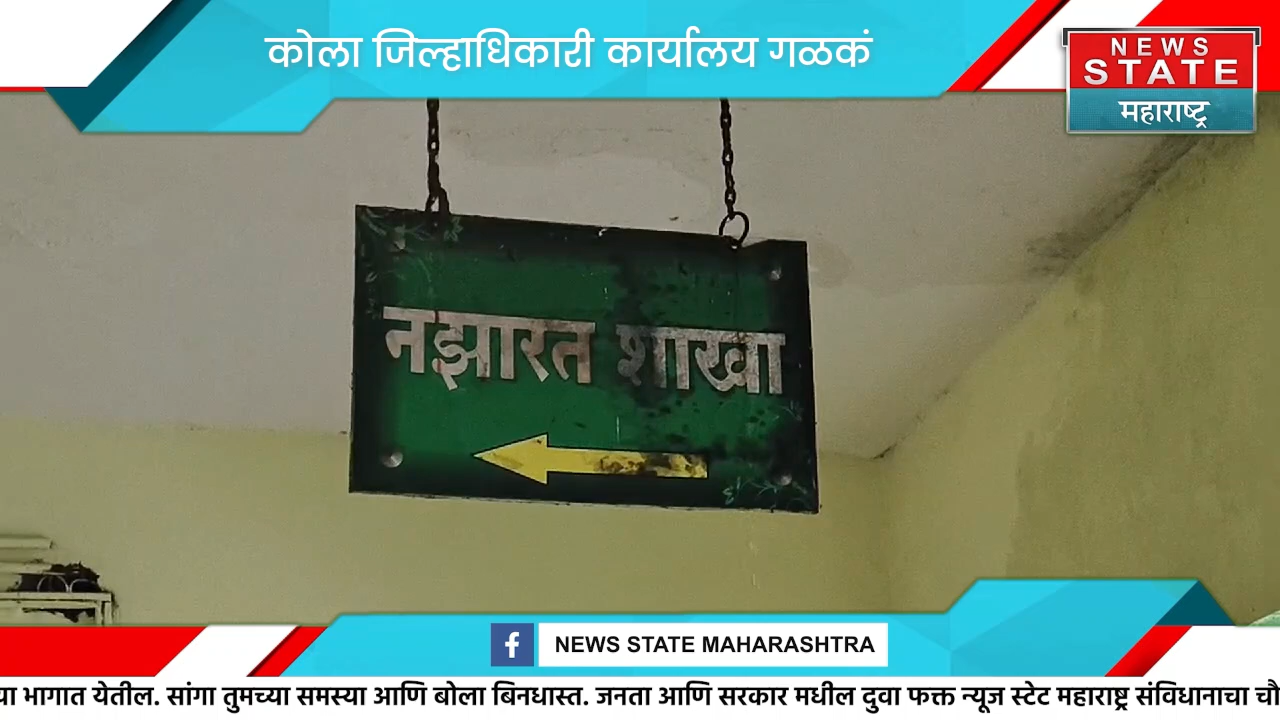 कोला जिल्हाधिकारी कार्यालय गळकं
NEWS
STATE
महाराष्ट्र
नझारत शाखा
NEWS STATE MAHARASHTRA
या भागात येतील. सांगा तुमच्या समस्या आणि बोला बिनधास्त. जनता आणि सरकार मधील दुवा फक्त न्यूज स्टेट महाराष्ट्र संविधानाचा चौ